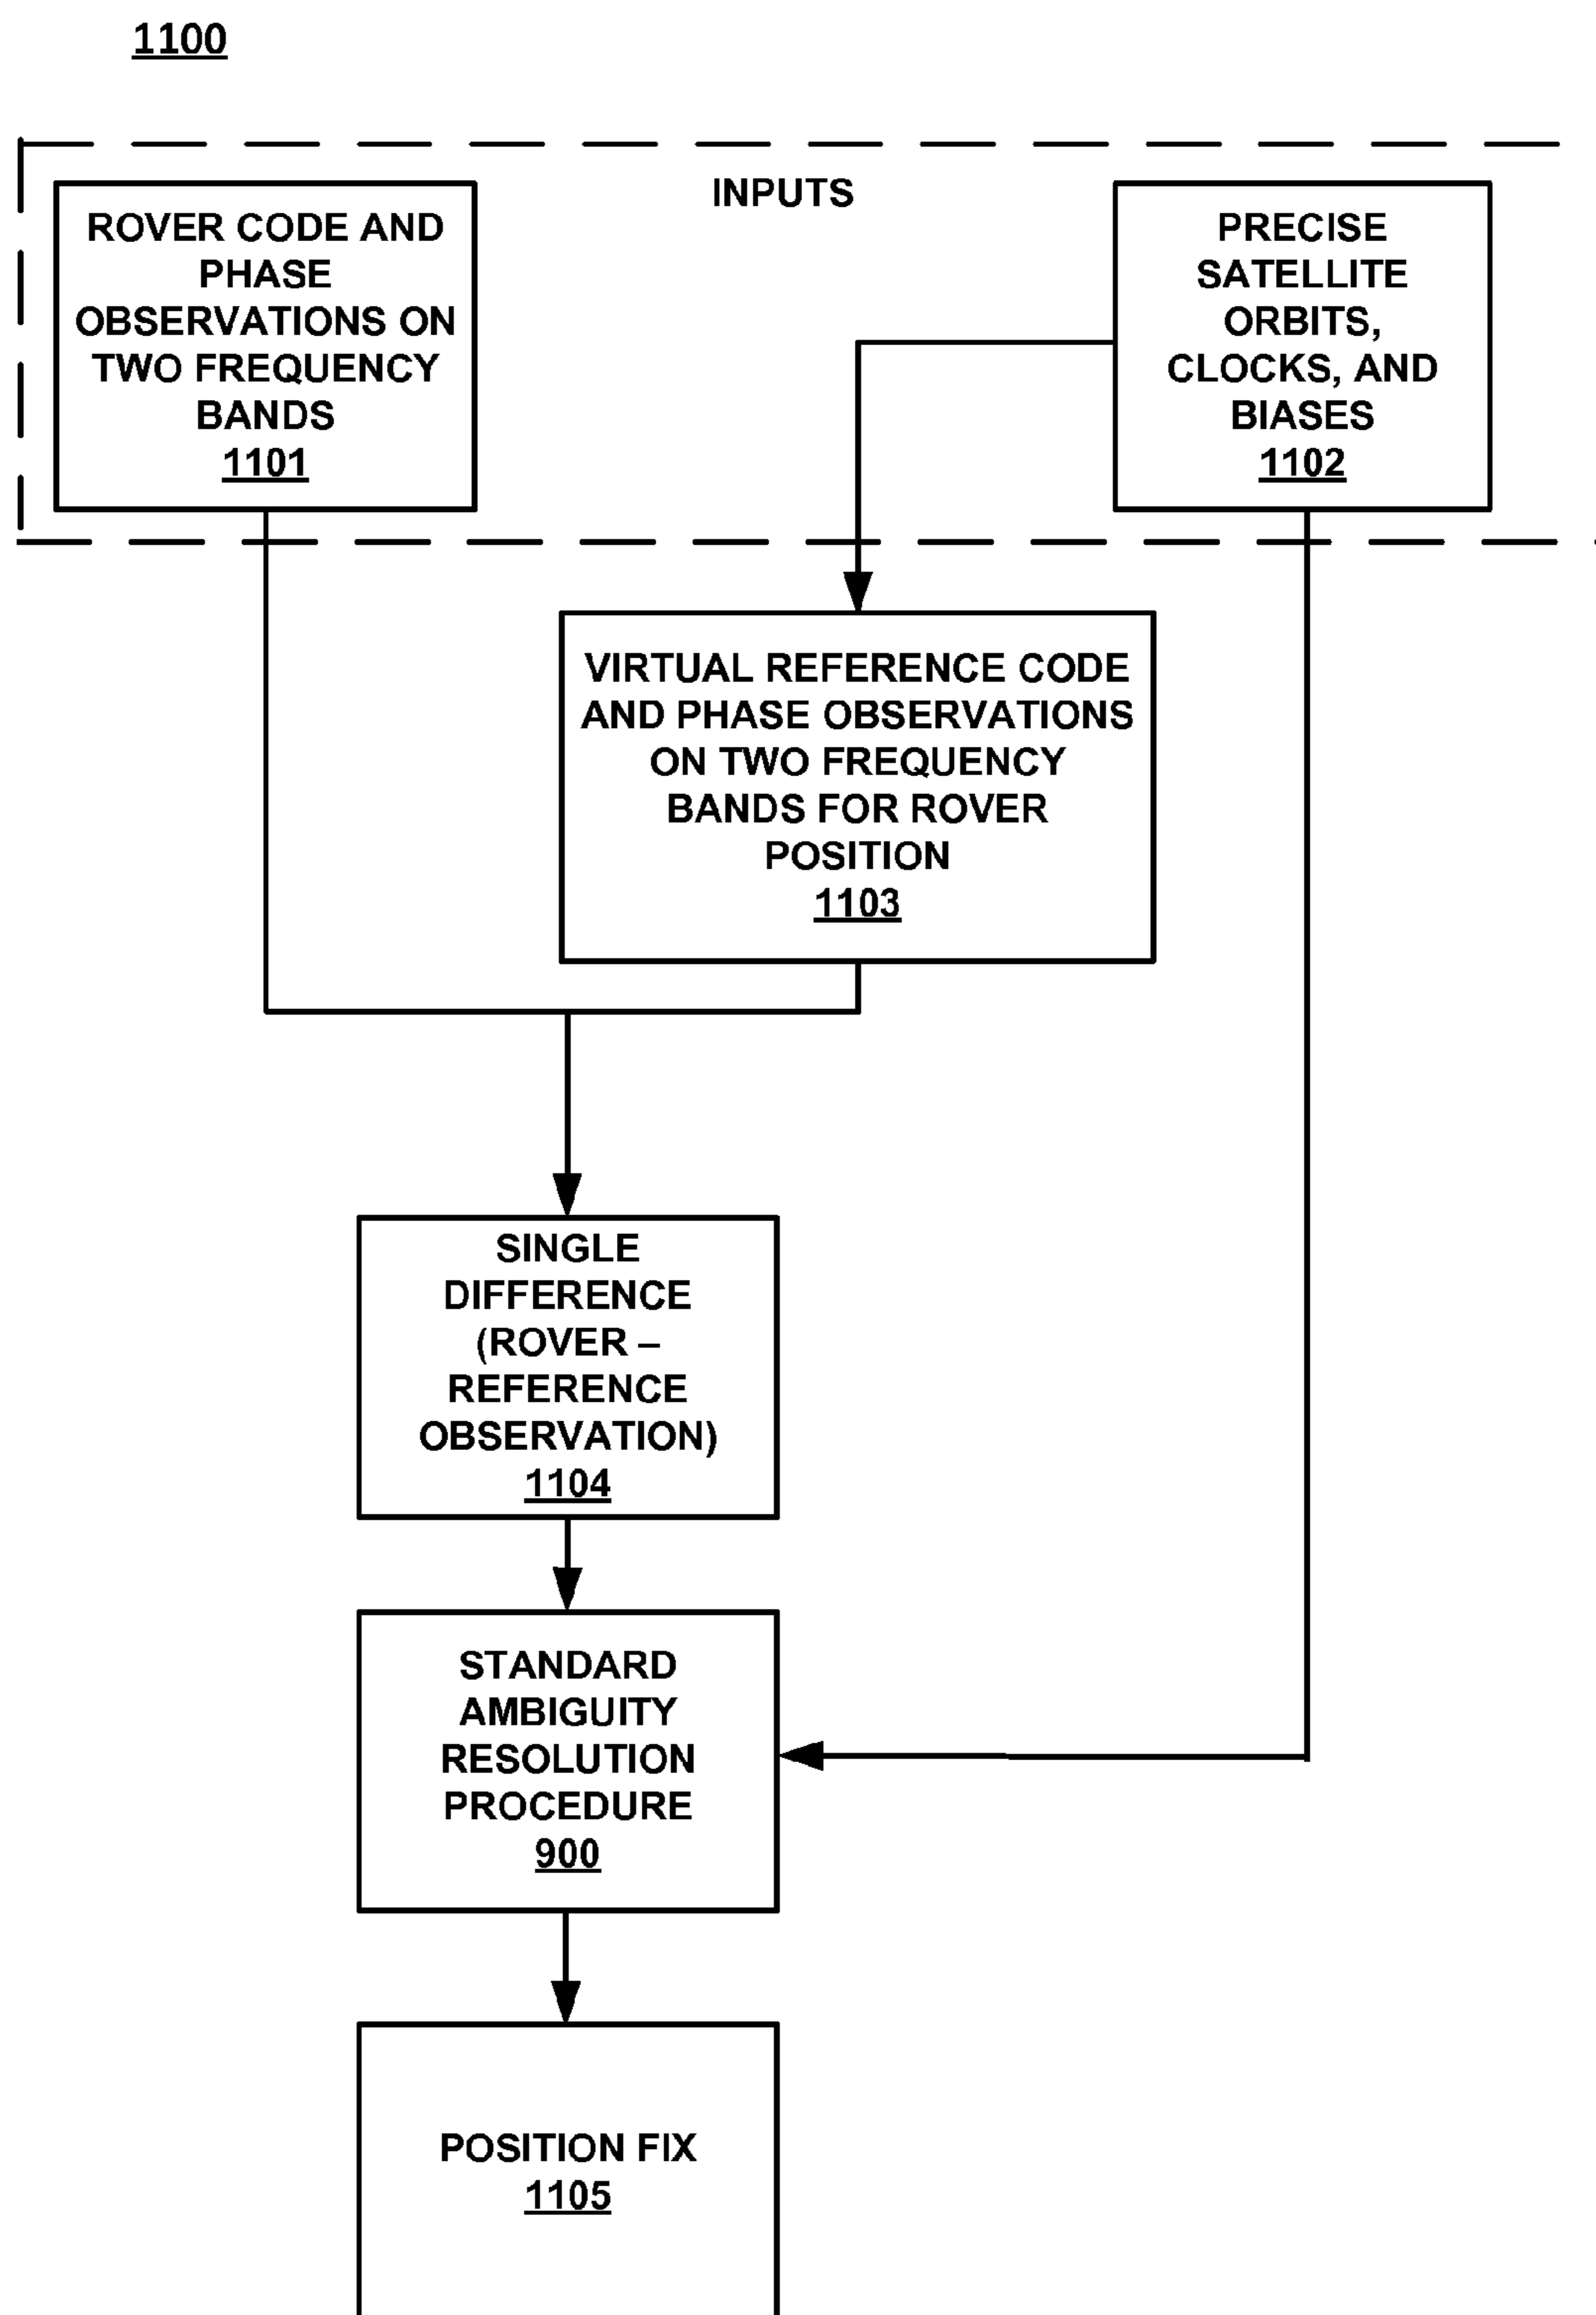 1100
INPUTS
ROVER CODE AND
PHASE
OBSERVATIONS ON
TWO FREQUENCY
BANDS
1101
PRECISE
SATELLITE
ORBITS,
CLOCKS, AND
BIASES
1102
VIRTUAL REFERENCE CODE
AND PHASE OBSERVATIONS
ON TWO FREQUENCY
BANDS FOR ROVER
POSITION
1103
SINGLE
DIFFERENCE
(ROVER –
REFERENCE
OBSERVATION)
1104
STANDARD
AMBIGUITY
RESOLUTION
PROCEDURE
900
POSITION FIX
1105